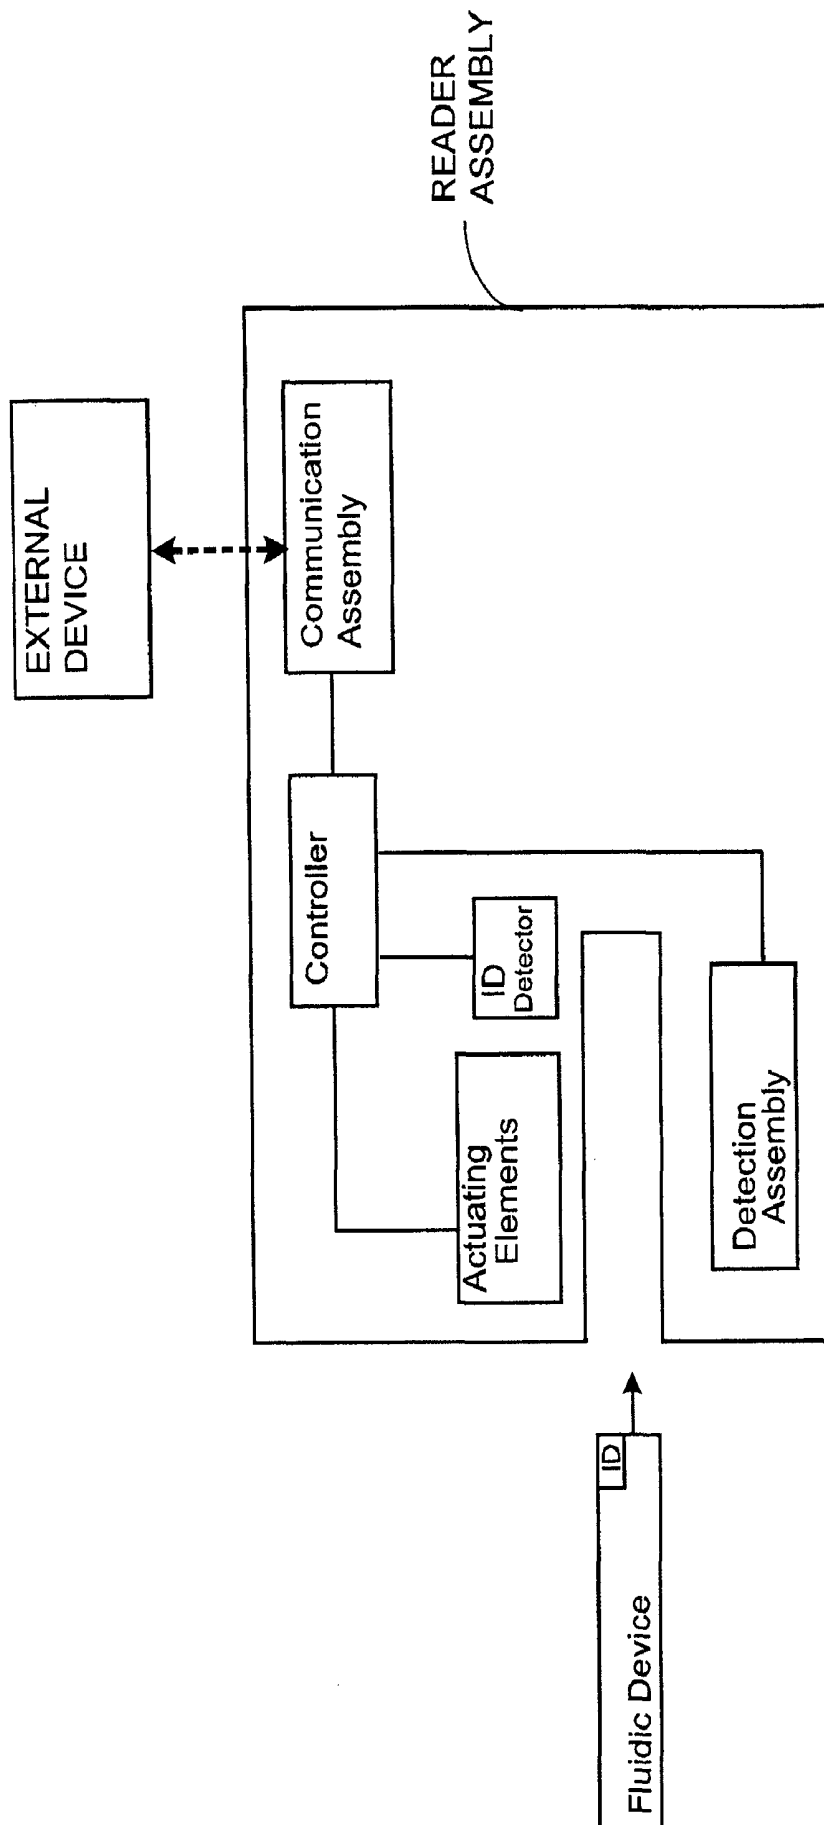 EXTERNAL
DEVICE
READER
ASSEMBLY
Communication
Assembly
Controller
ID
Detector
Actuating
Elements
Detection
Assembly
ID
Fluidic Device